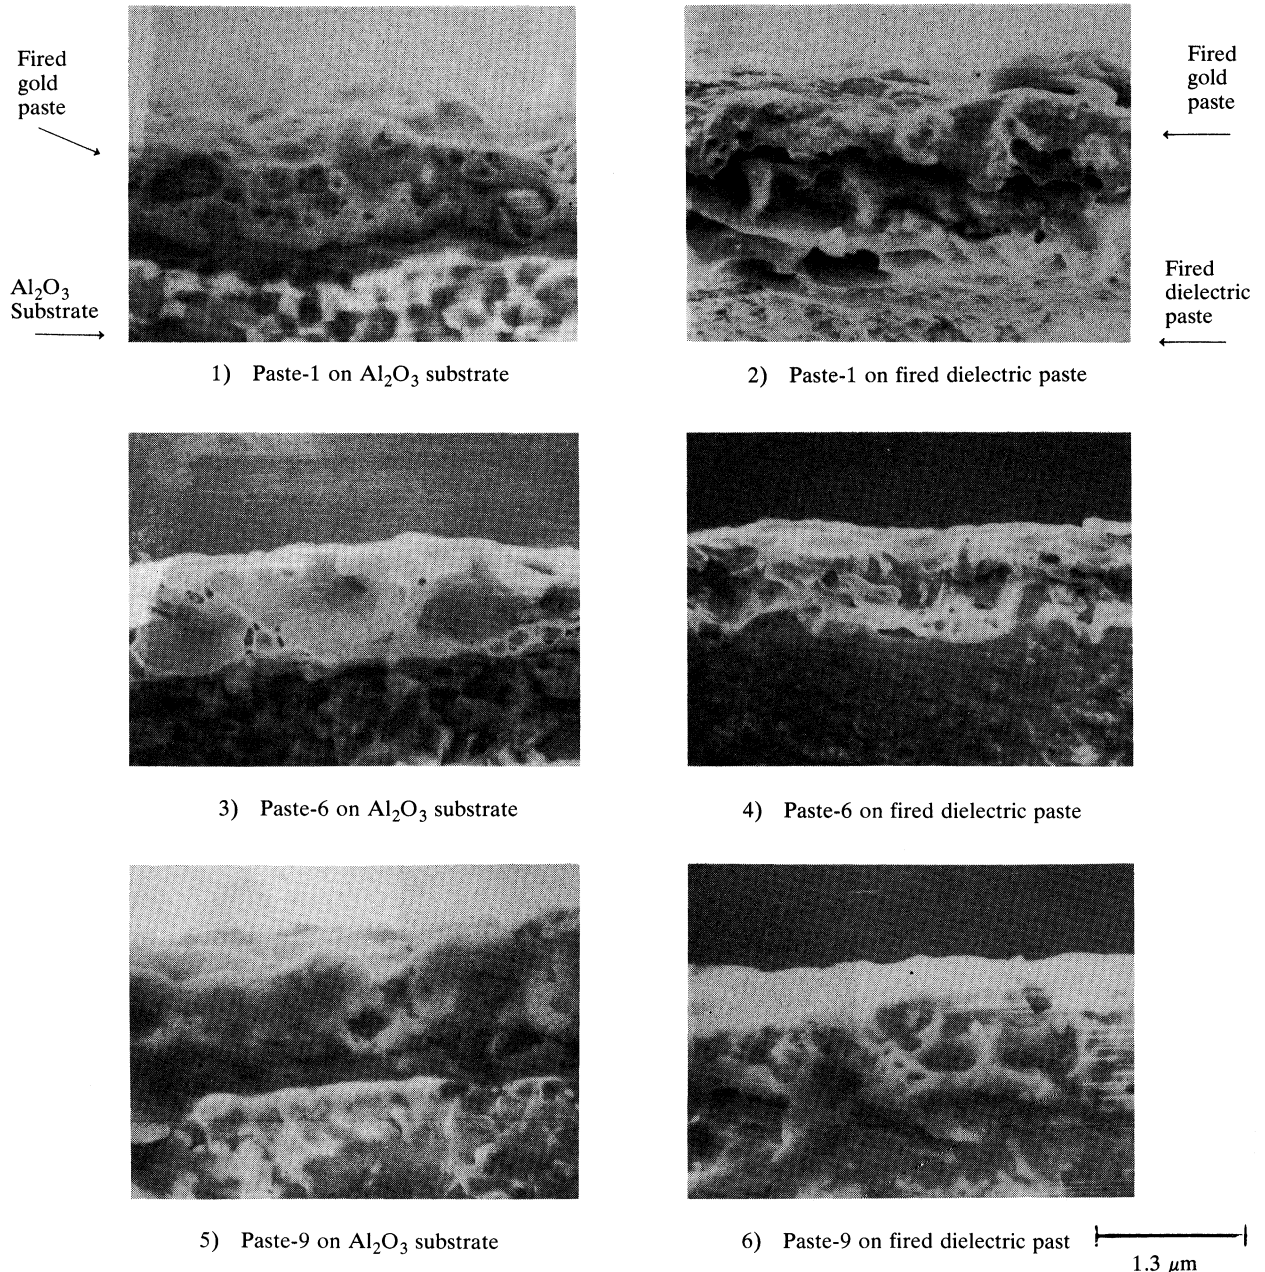 Fired
gold
paste
Al₂O₃
Substrate
Fired
gold
paste
Fired
dielectric
paste
1) Paste-1 on Al₂O₃ substrate
2) Paste-1 on fired dielectric paste
3) Paste-6 on Al₂O₃ substrate
4) Paste-6 on fired dielectric paste
5) Paste-9 on Al₂O₃ substrate
6) Paste-9 on fired dielectric past
1.3 μm